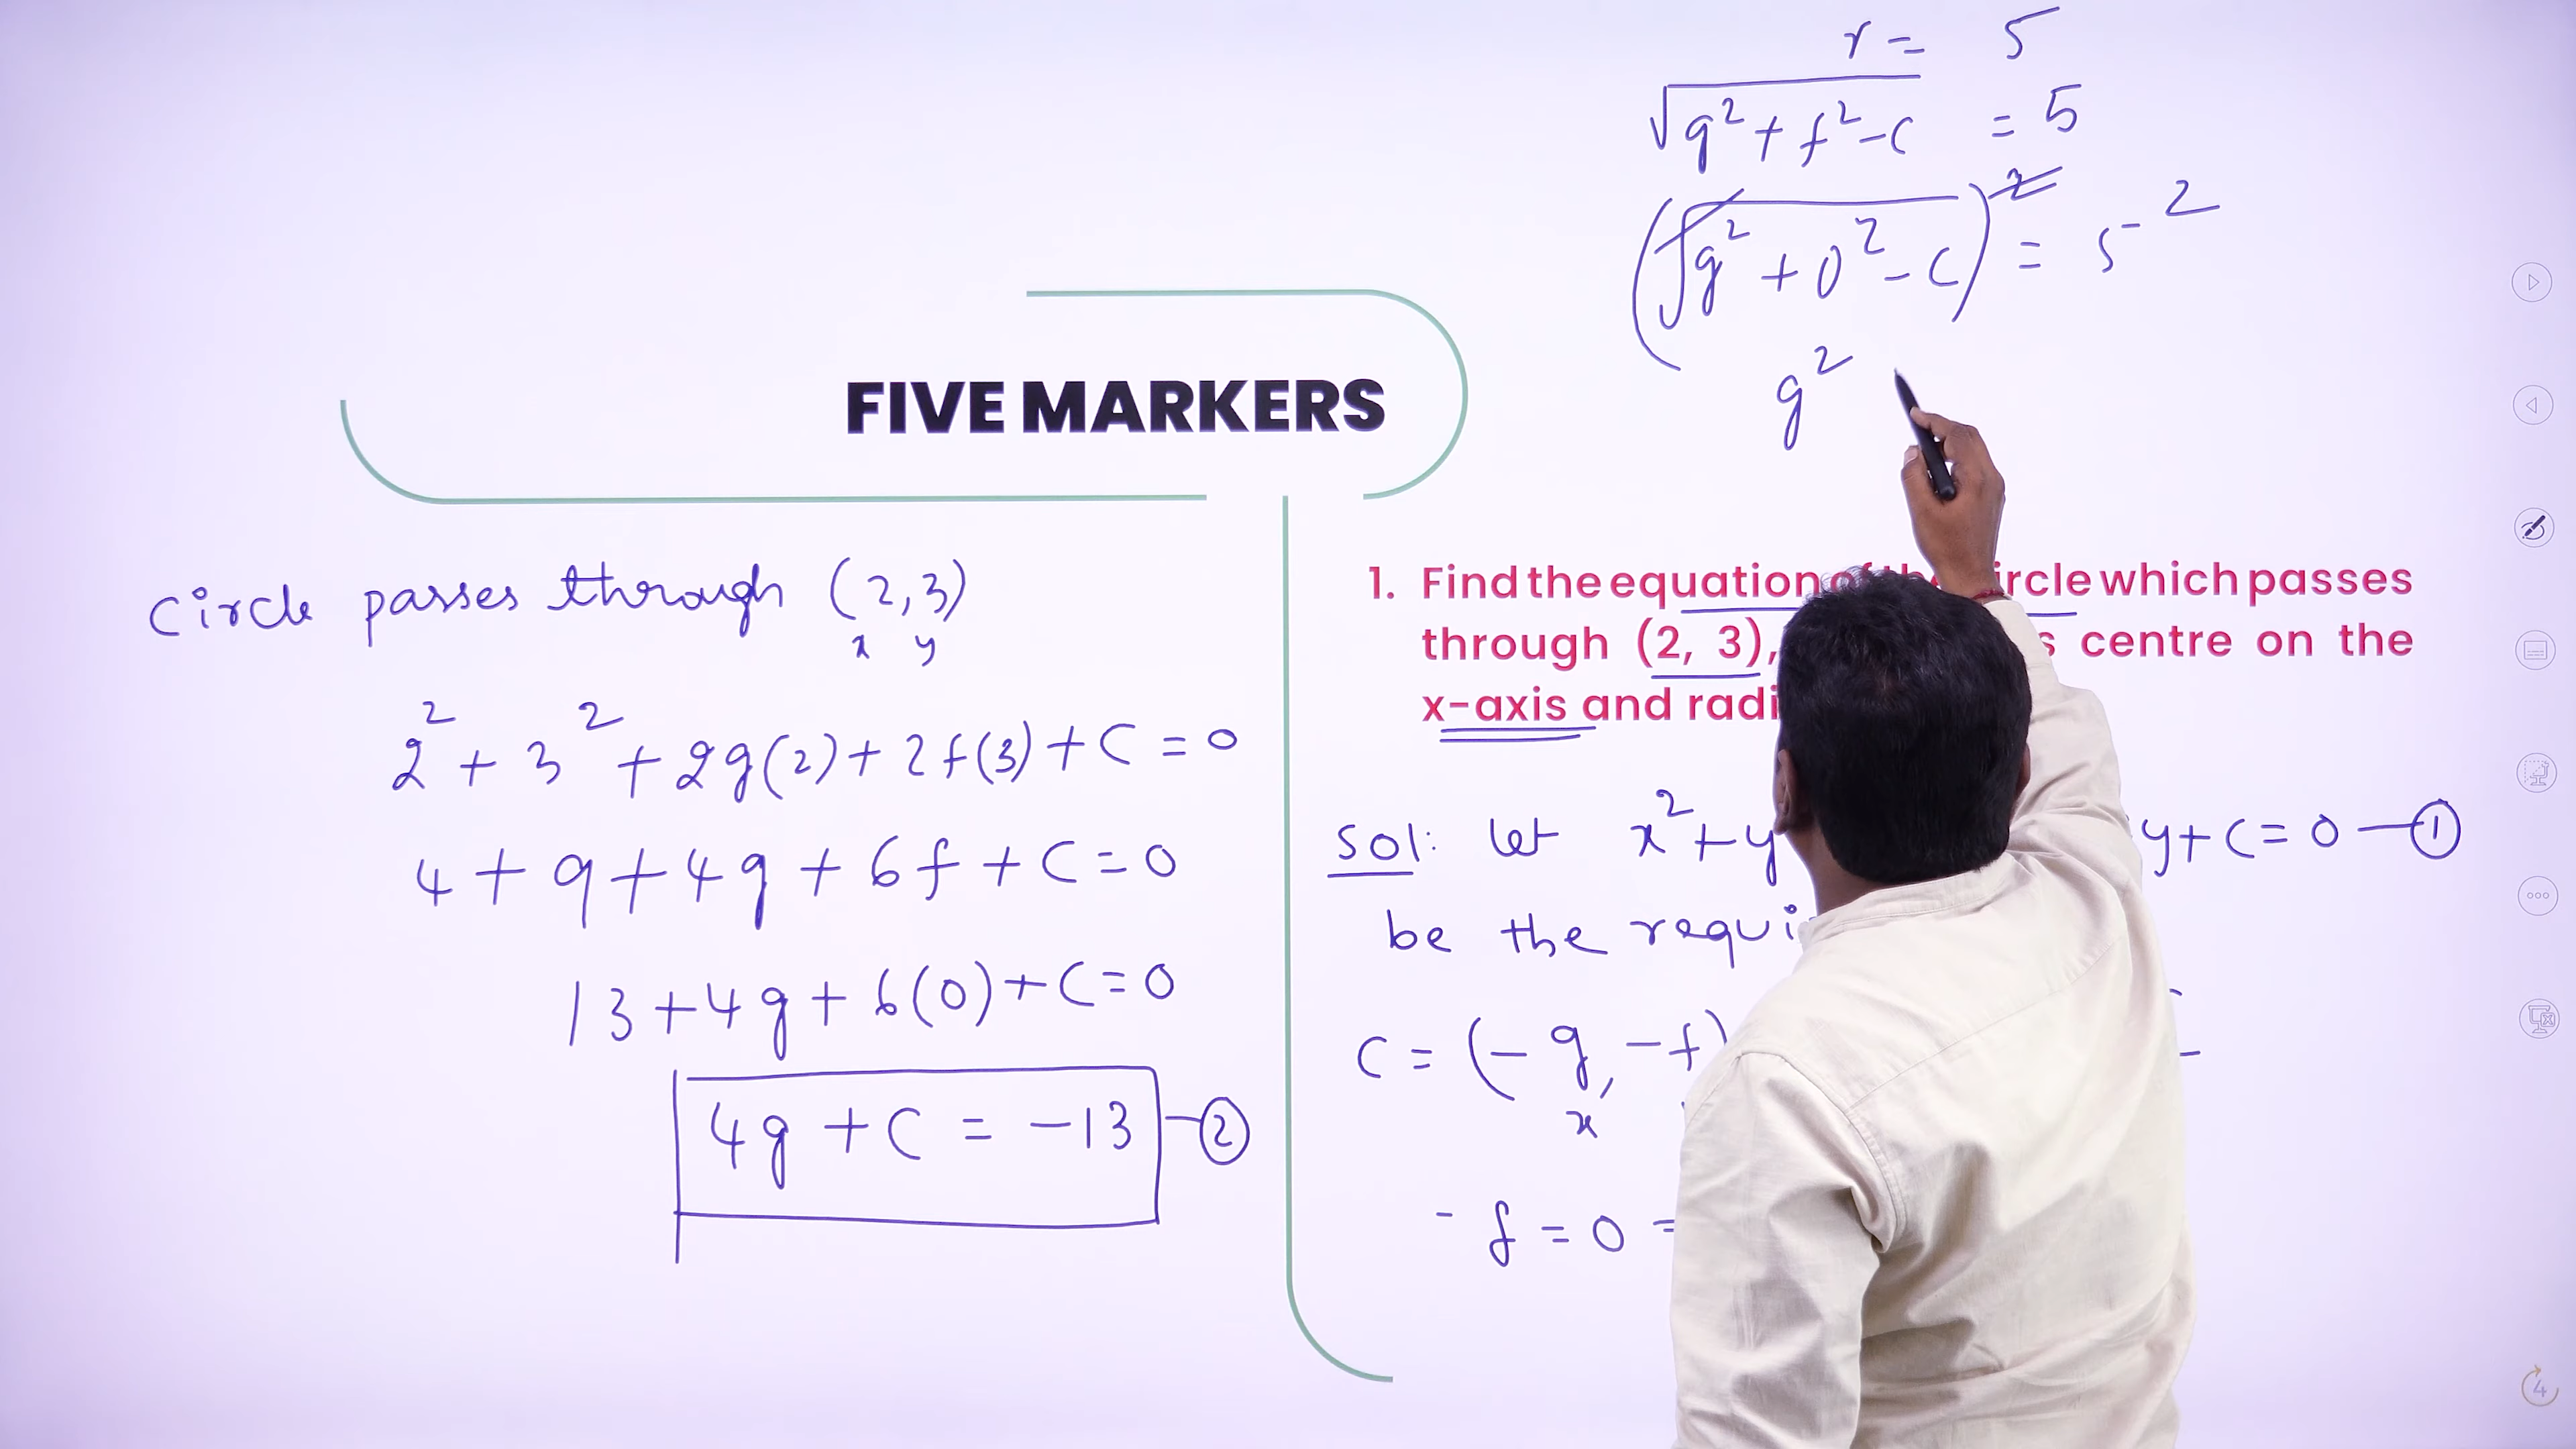 r = 5
√g² + f² - c = 5
(√g² + 0² - c)² = 5²
g²
FIVE MARKERS
circle passes through (2, 3)
x y
2² + 3² + 2g(2) + 2f(3) + c = 0
4 + 9 + 4g + 6f + c = 0
13 + 4g + 6(0) + c = 0
4g + c = -13 — ②
1. Find the equation circle which passes
through (2, 3), centre on the
x-axis and
Sol: let x² + y y + c = 0 — ①
be the
C = (-g, -f)
x
- f = 0 =
4